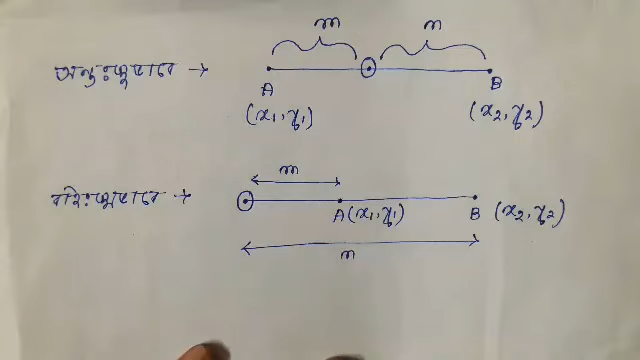 m n
অন্তঃস্থভাবে →
A B
(x₁, y₁) (x₂, y₂)
m
বহিঃস্থভাবে →
A(x₁, y₁) B (x₂, y₂)
n